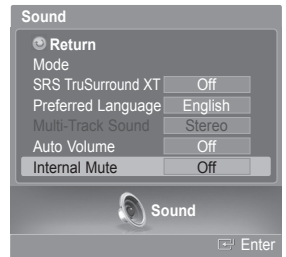 Sound
Return
Mode
SRS TruSurround XT Off
Preferred Language English
Multi-Track Sound Stereo
Auto Volume Off
Internal Mute Off
Sound
Enter